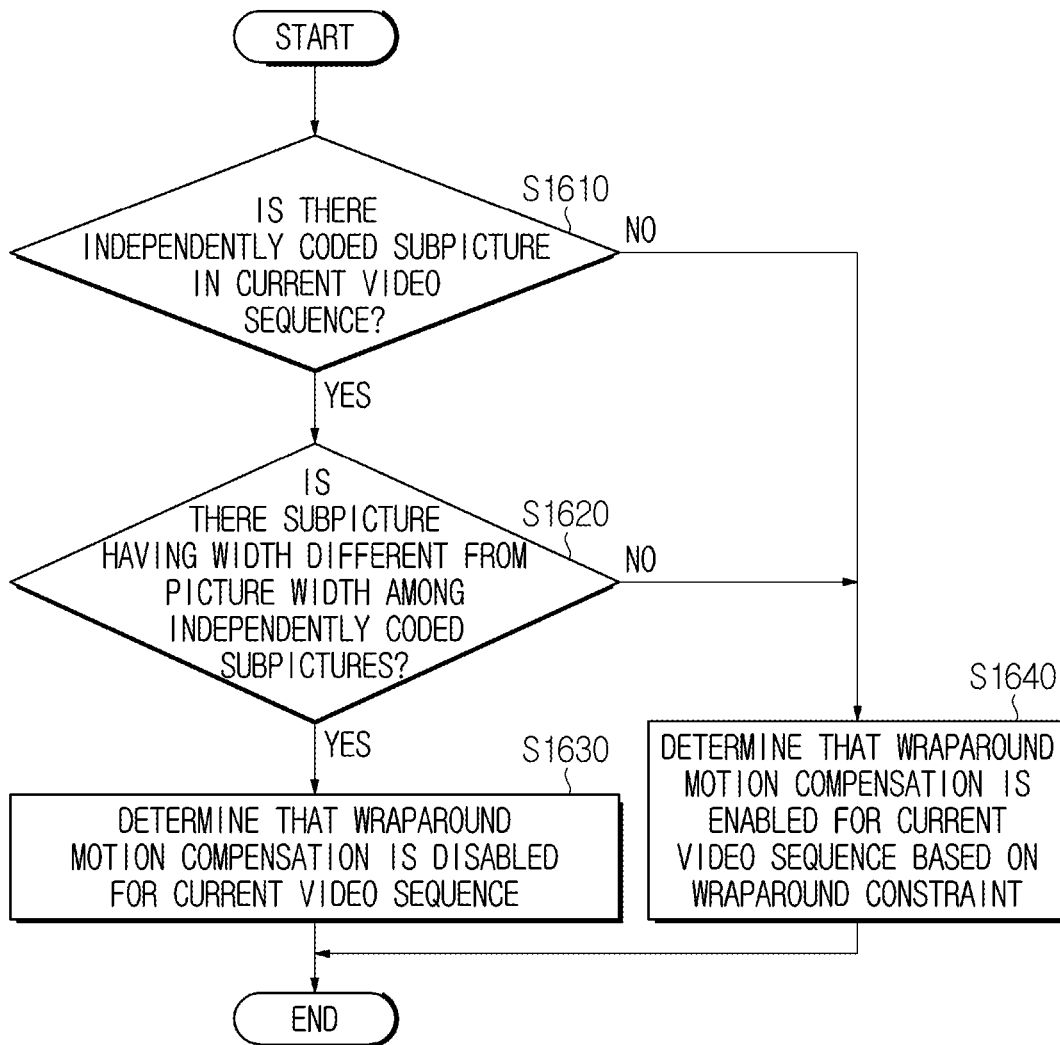 START
S1610
IS THERE
INDEPENDENTLY CODED SUBPICTURE
IN CURRENT VIDEO
SEQUENCE?
NO
YES
IS
THERE SUBPICTURE
HAVING WIDTH DIFFERENT FROM
PICTURE WIDTH AMONG
INDEPENDENTLY CODED
SUBPICTURES?
S1620
NO
YES
S1630
DETERMINE THAT WRAPAROUND
MOTION COMPENSATION IS DISABLED
FOR CURRENT VIDEO SEQUENCE
S1640
DETERMINE THAT WRAPAROUND
MOTION COMPENSATION IS
ENABLED FOR CURRENT
VIDEO SEQUENCE BASED ON
WRAPAROUND CONSTRAINT
END